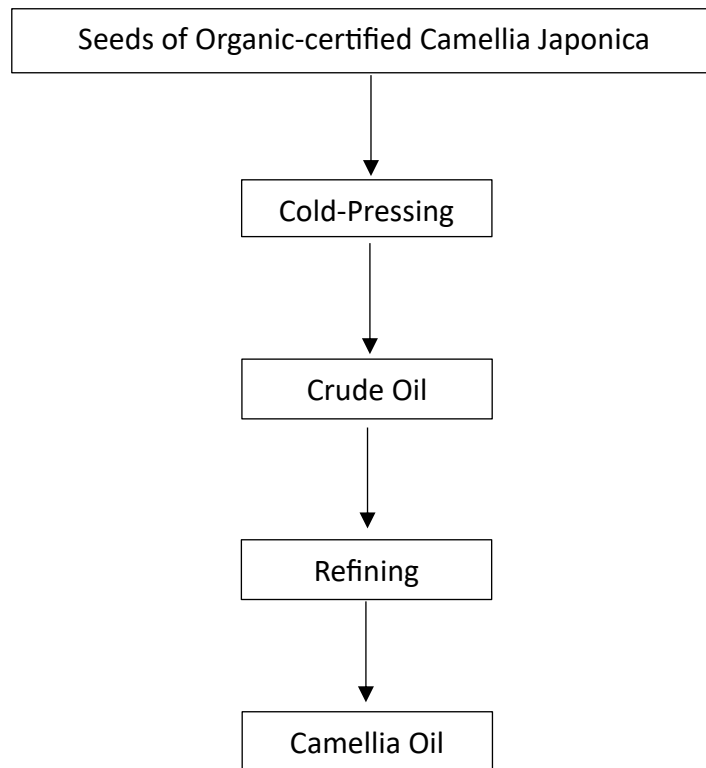 Seeds of Organic-certified Camellia Japonica
Cold-Pressing
Crude Oil
Refining
Camellia Oil